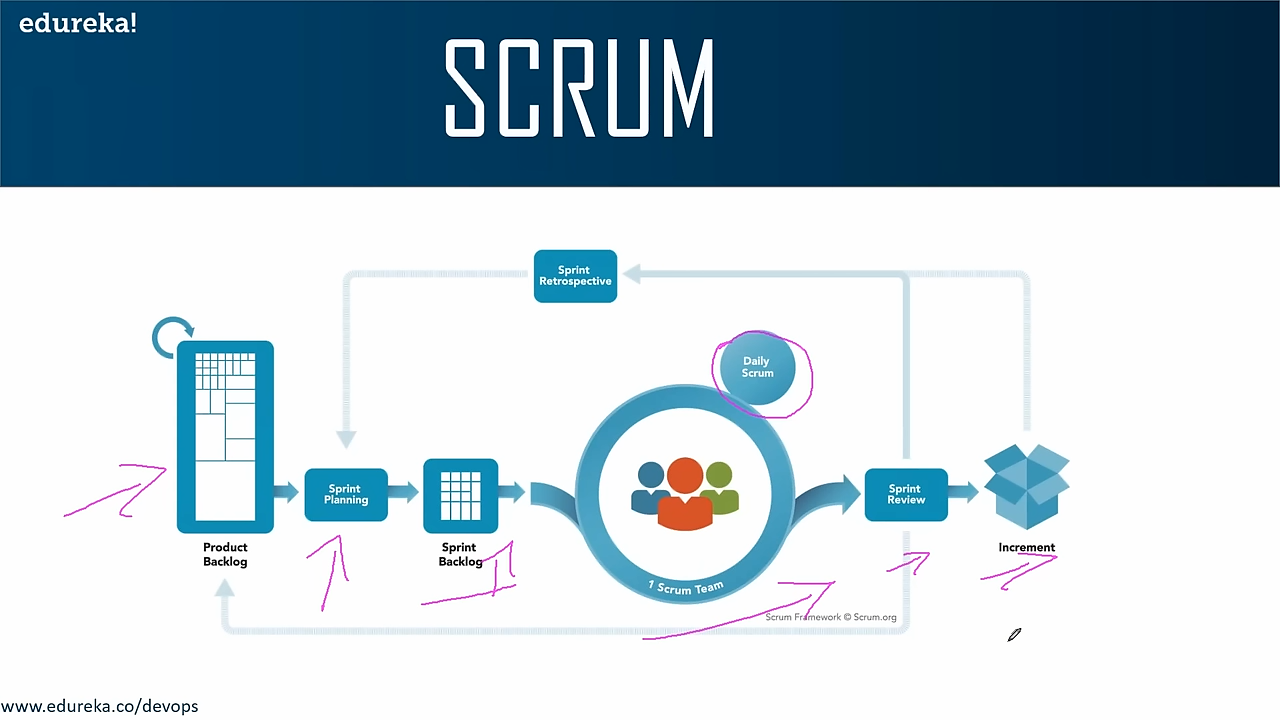 edureka!
SCRUM
Sprint
Retrospective
Daily
Scrum
Sprint
Planning
Sprint
Review
Product
Backlog
Sprint
Backlog
Increment
1 Scrum Team
Scrum Framework © Scrum.org
www.edureka.co/devops